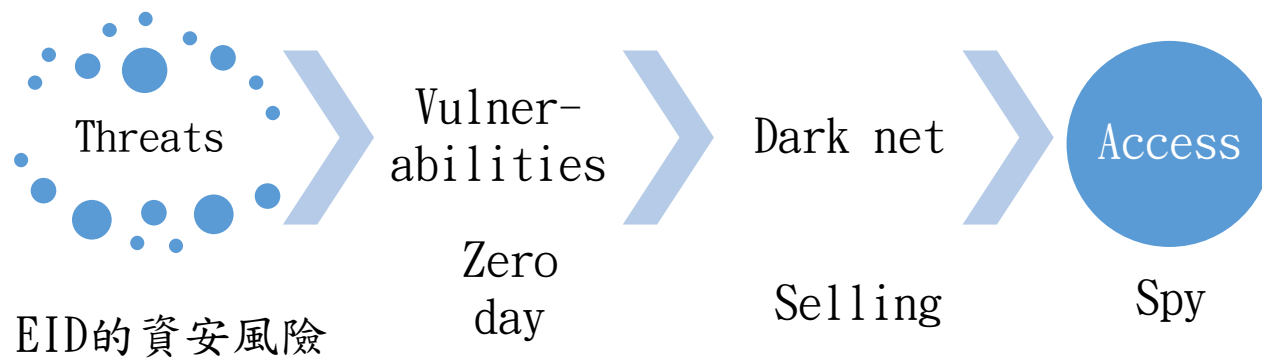 Threats
EID的資安風險
Vulner-
abilities
Zero
day
Dark net
Selling
Access
Spy